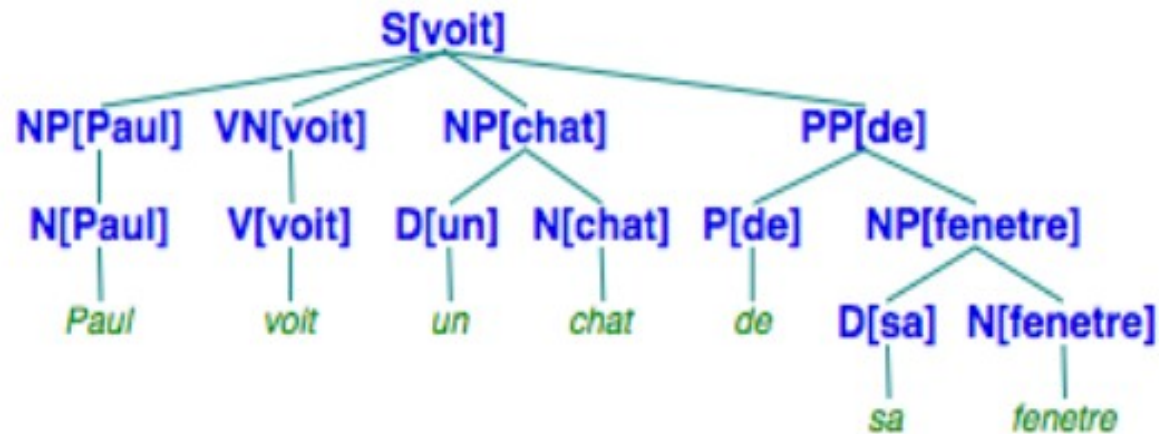 S[voit]
NP[Paul] VN[voit] NP[chat] PP[de]
N[Paul] V[voit] D[un] N[chat] P[de] NP[fenetre]
Paul voit un chat de D[sa] N[fenetre]
sa fenetre